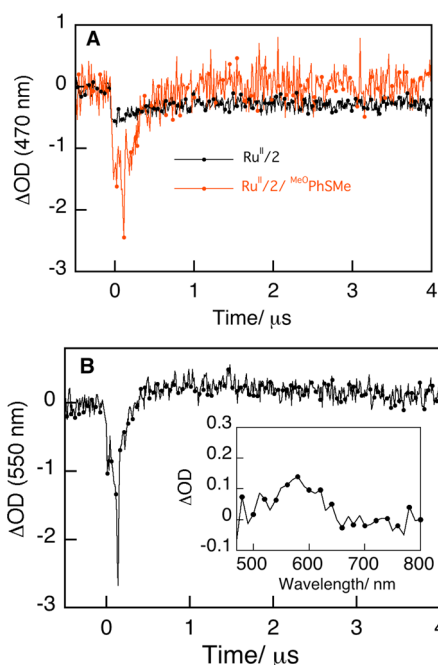 A
ΔOD (470 nm)
1
0
-1
-2
-3
Ru^II/2
Ru^II/2/ ^MeO PhSMe
0
1
2
3
4
Time/ μs
B
ΔOD (550 nm)
0
-1
-2
-3
ΔOD
0.3
0.2
0.1
0
-0.1
500
600
700
800
Wavelength/ nm
0
1
2
3
4
Time/ μs